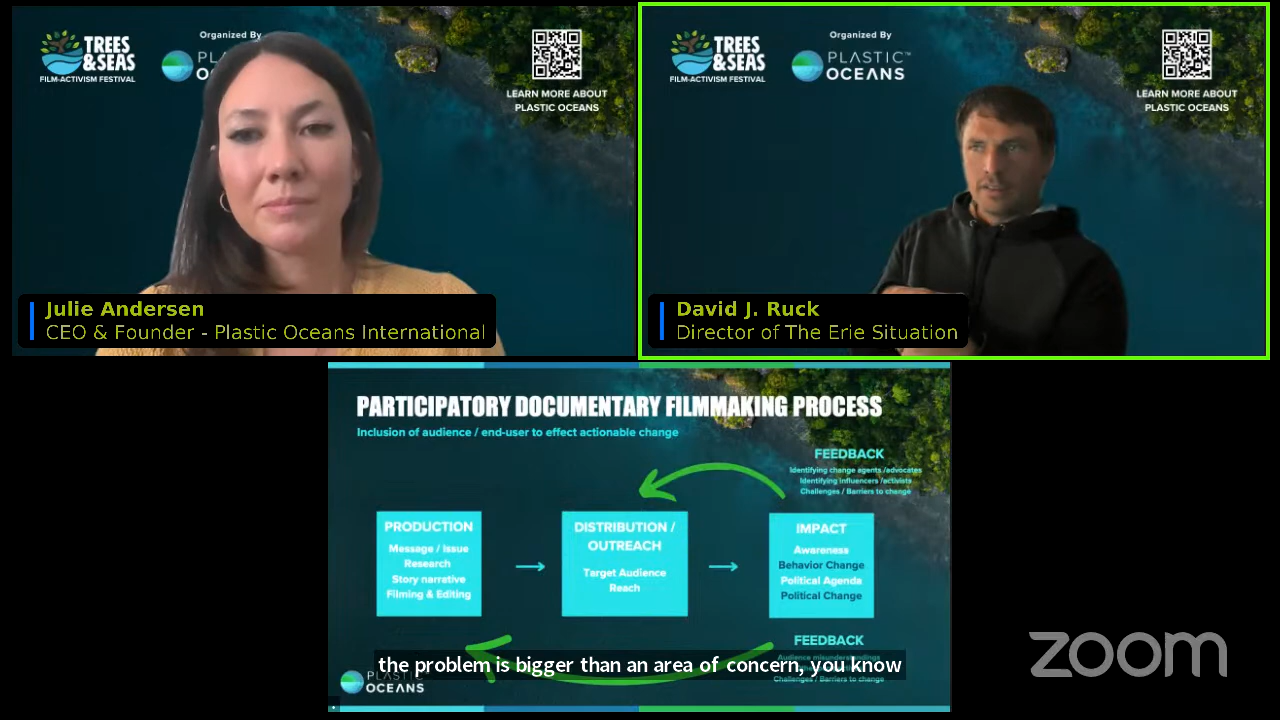 TREES
&SEAS
FILM-ACTIVISM FESTIVAL
Organized By
LEARN MORE ABOUT
PLASTIC OCEANS
Julie Andersen
CEO & Founder - Plastic Oceans International
TREES
&SEAS
FILM-ACTIVISM FESTIVAL
Organized By
PLASTIC™
OCEANS
LEARN MORE ABOUT
PLASTIC OCEANS
David J. Ruck
Director of The Erie Situation
PARTICIPATORY DOCUMENTARY FILMMAKING PROCESS
Inclusion of audience / end-user to effect actionable change
FEEDBACK
Identifying change agents /advocates
Identifying influencers /activists
Challenges / Barriers to change
PRODUCTION
Message / Issue
Research
Story narrative
Filming & Editing
DISTRIBUTION /
OUTREACH
Target Audience
Reach
IMPACT
Awareness
Behavior Change
Political Agenda
Political Change
FEEDBACK
Audience misunderstandings
Challenges / Barriers to change
the problem is bigger than an area of concern, you know
PLASTIC
OCEANS
zoom